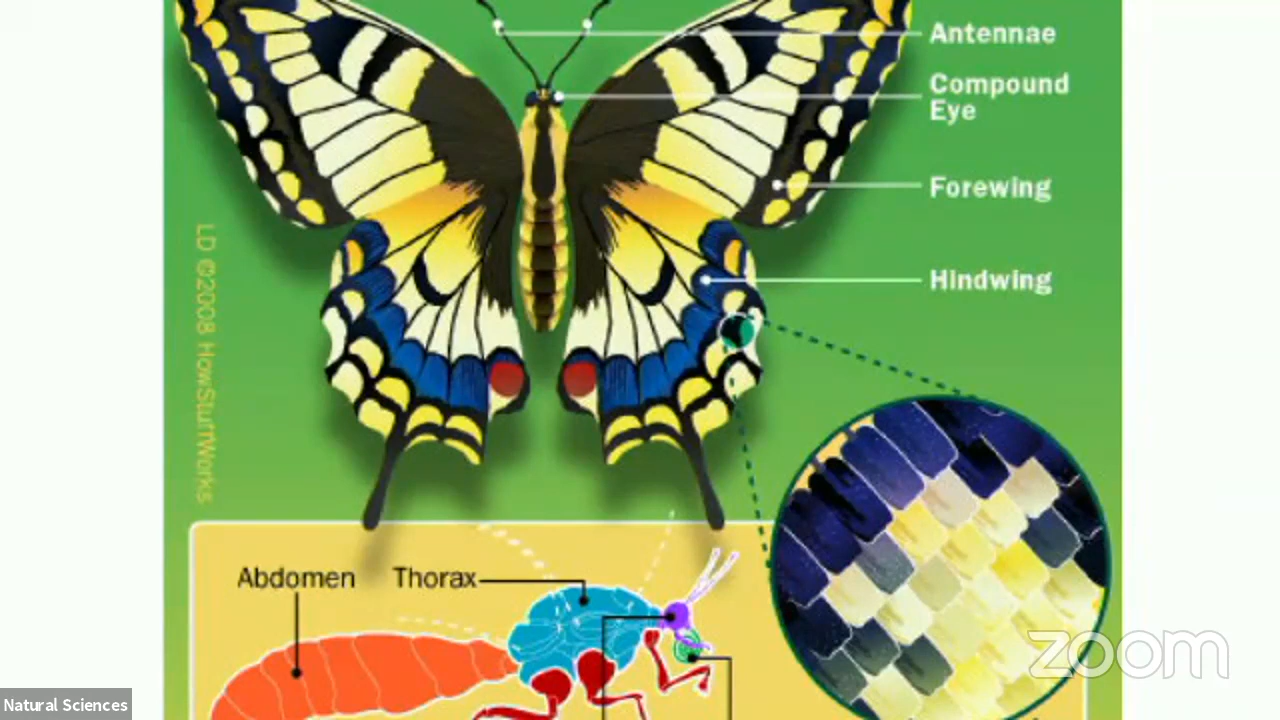 Antennae
Compound
Eye
Forewing
Hindwing
LD ©2008 HowStuffWorks
Abdomen
Thorax
zoom
Natural Sciences